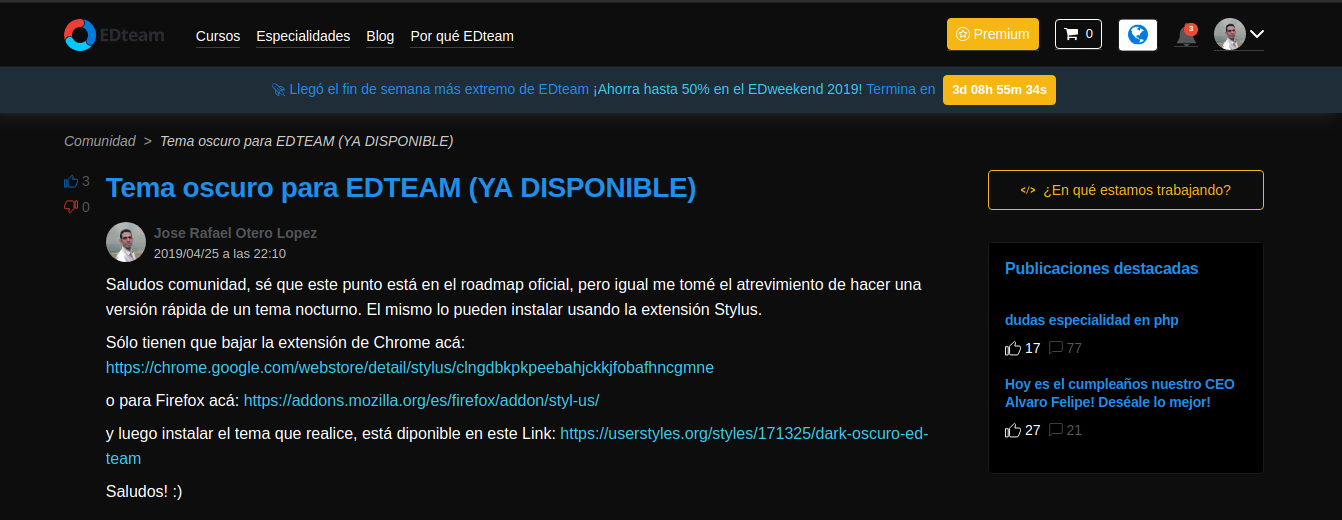 EDteam Cursos Especialidades Blog Por qué EDteam Premium 0 3
Llegó el fin de semana más extremo de EDteam ¡Ahorra hasta 50% en el EDweekend 2019! Termina en 3d 08h 55m 34s
Comunidad > Tema oscuro para EDTEAM (YA DISPONIBLE)
3
0
Tema oscuro para EDTEAM (YA DISPONIBLE)
Jose Rafael Otero Lopez
2019/04/25 a las 22:10
Saludos comunidad, sé que este punto está en el roadmap oficial, pero igual me tomé el atrevimiento de hacer una
versión rápida de un tema nocturno. El mismo lo pueden instalar usando la extensión Stylus.
Sólo tienen que bajar la extensión de Chrome acá:
https://chrome.google.com/webstore/detail/stylus/clngdbkpkpeebahjckkjfobafhncgmne
o para Firefox acá: https://addons.mozilla.org/es/firefox/addon/styl-us/
y luego instalar el tema que realice, está diponible en este Link: https://userstyles.org/styles/171325/dark-oscuro-ed-
team
Saludos! :)
</> ¿En qué estamos trabajando?
Publicaciones destacadas
dudas especialidad en php
17 77
Hoy es el cumpleaños nuestro CEO
Alvaro Felipe! Deséale lo mejor!
27 21